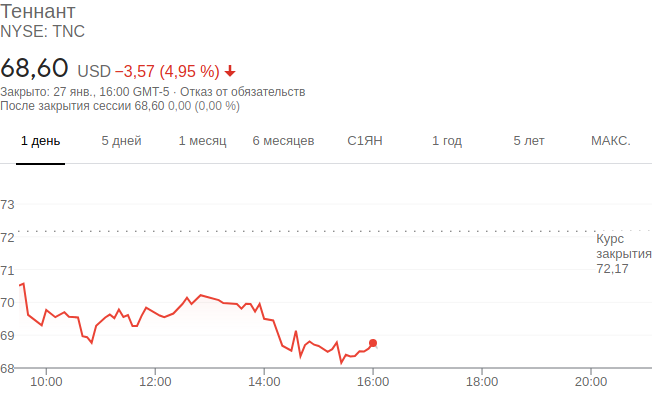 Теннант
NYSE: TNC
68,60 USD −3,57 (4,95 %)
Закрыто: 27 янв., 16:00 GMT-5 · Отказ от обязательств
После закрытия сессии 68,60 0,00 (0,00 %)
1 день 5 дней 1 месяц 6 месяцев С1ЯН 1 год 5 лет МАКС.
73
72
Курс
закрытия
72,17
71
70
69
68
10:00 12:00 14:00 16:00 18:00 20:00